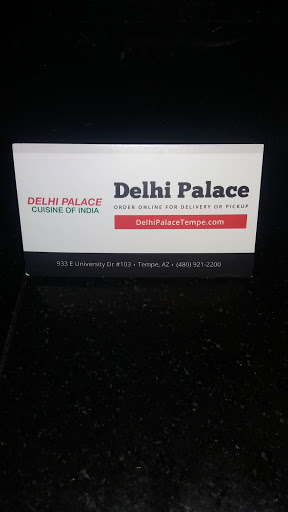 DELHI PALACE
CUISINE OF INDIA
Delhi Palace
ORDER ONLINE FOR DELIVERY OR PICKUP
DelhiPalaceTempe.com
933 E University Dr #103 • Tempe, AZ • (480) 921-2200